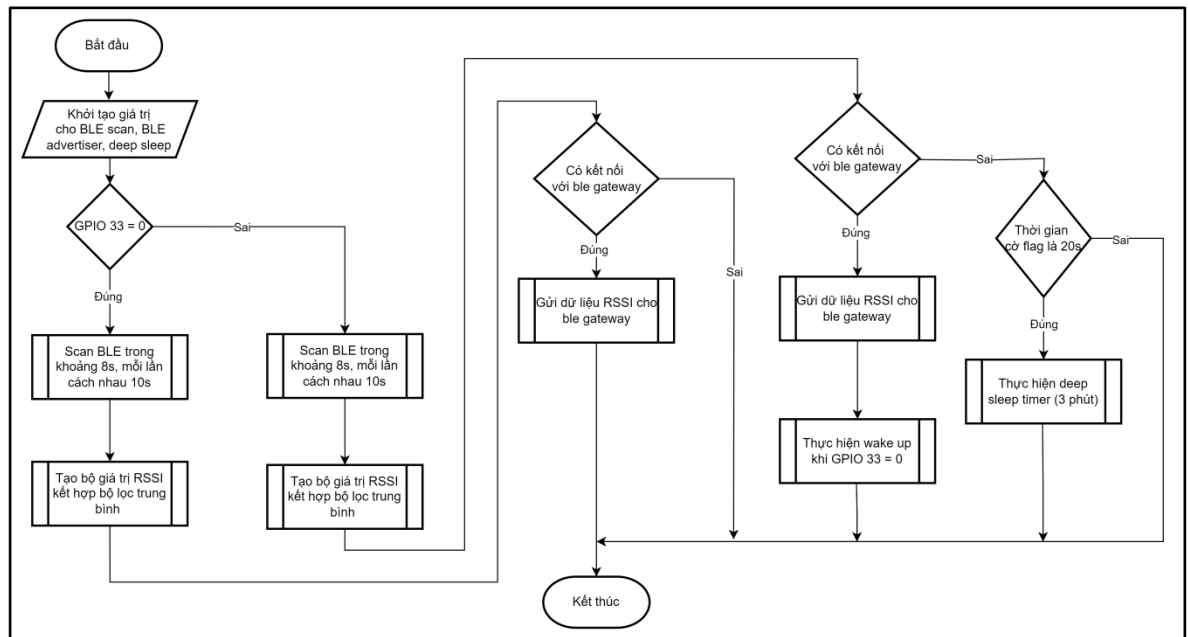 Bắt đầu
Khởi tạo giá trị
cho BLE scan, BLE
advertiser, deep sleep
GPIO 33 = 0
Sai
Đúng
Scan BLE trong
khoảng 8s, mỗi lần
cách nhau 10s
Tạo bộ giá trị RSSI
kết hợp bộ lọc trung
bình
Scan BLE trong
khoảng 8s, mỗi lần
cách nhau 10s
Tạo bộ giá trị RSSI
kết hợp bộ lọc trung
bình
Có kết nối
với ble gateway
Đúng
Sai
Gửi dữ liệu RSSI cho
ble gateway
Có kết nối
với ble gateway
Sai
Đúng
Gửi dữ liệu RSSI cho
ble gateway
Thực hiện wake up
khi GPIO 33 = 0
Thời gian
cờ flag là 20s
Sai
Đúng
Thực hiện deep
sleep timer (3 phút)
Kết thúc